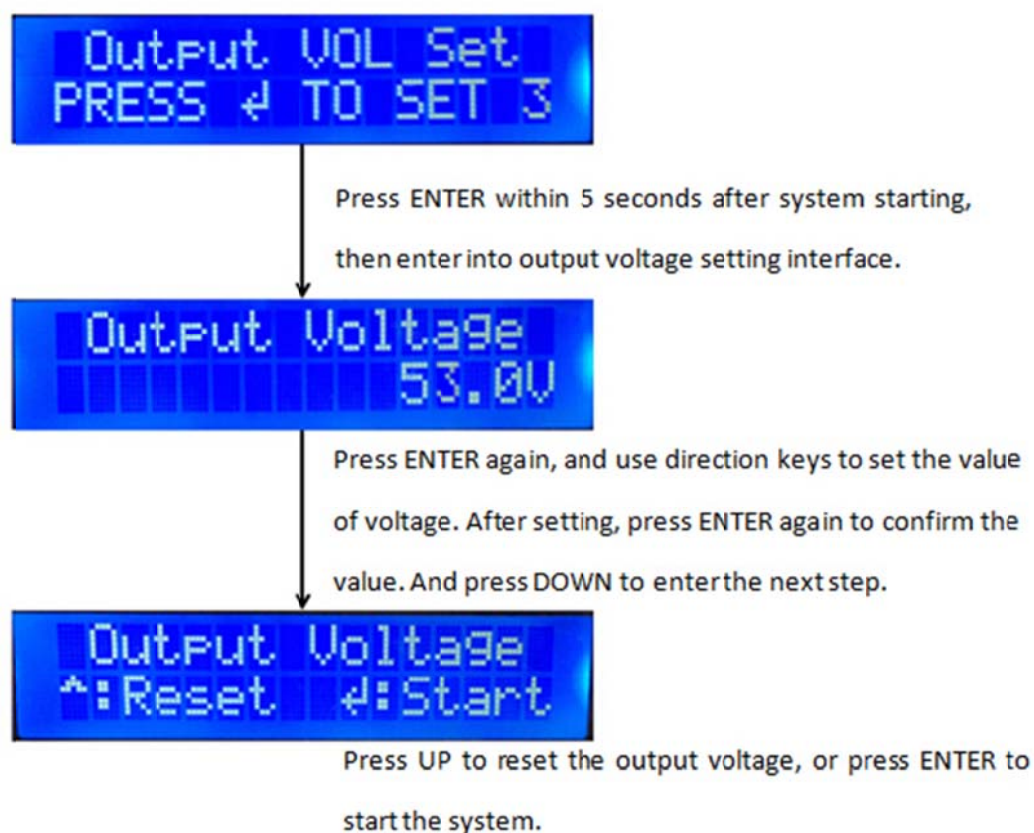 Output VOL Set
PRESS ↲ TO SET 3
Press ENTER within 5 seconds after system starting,
then enter into output voltage setting interface.
Output Voltage
53.0V
Press ENTER again, and use direction keys to set the value
of voltage. After setting, press ENTER again to confirm the
value. And press DOWN to enter the next step.
Output Voltage
^:Reset ↲:Start
Press UP to reset the output voltage, or press ENTER to
start the system.